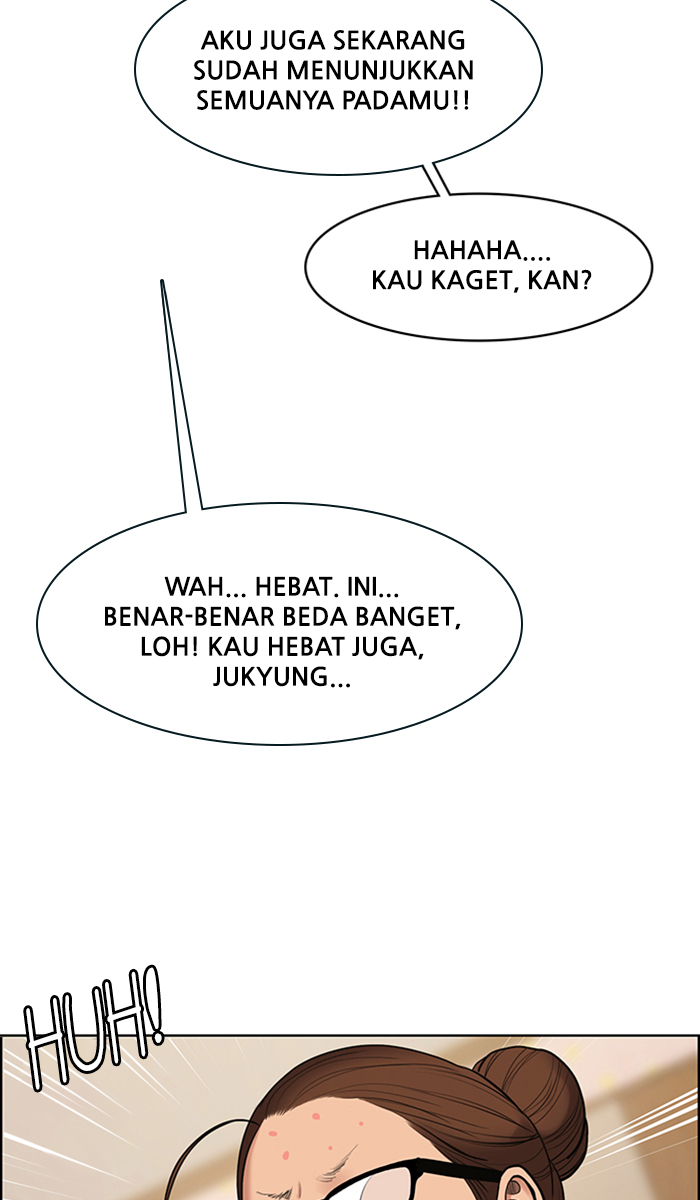 AKU JUGA SEKARANG
SUDAH MENUNJUKKAN
SEMUANYA PADAMU!!
HAHAHA....
KAU KAGET, KAN?
WAH... HEBAT. INI...
BENAR-BENAR BEDA BANGET,
LOH! KAU HEBAT JUGA,
JUKYUNG...
HUH!